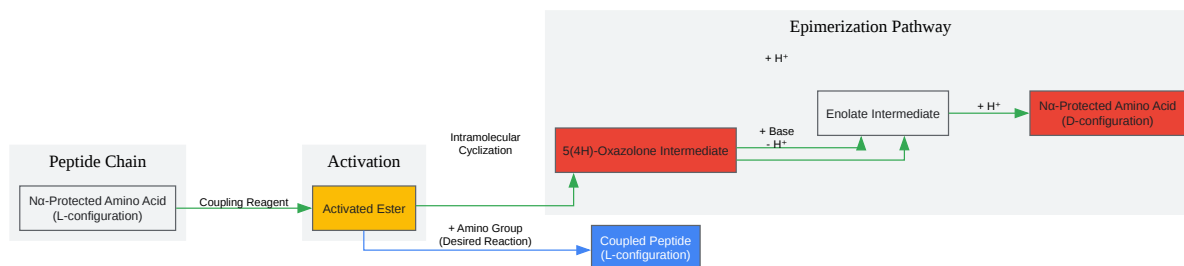 Epimerization Pathway
+ H⁺
Enolate Intermediate
+ H⁺
Nα-Protected Amino Acid
(D-configuration)
Intramolecular
Cyclization
5(4H)-Oxazolone Intermediate
+ Base
- H⁺
Peptide Chain
Nα-Protected Amino Acid
(L-configuration)
Coupling Reagent
Activation
Activated Ester
+ Amino Group
(Desired Reaction)
Coupled Peptide
(L-configuration)